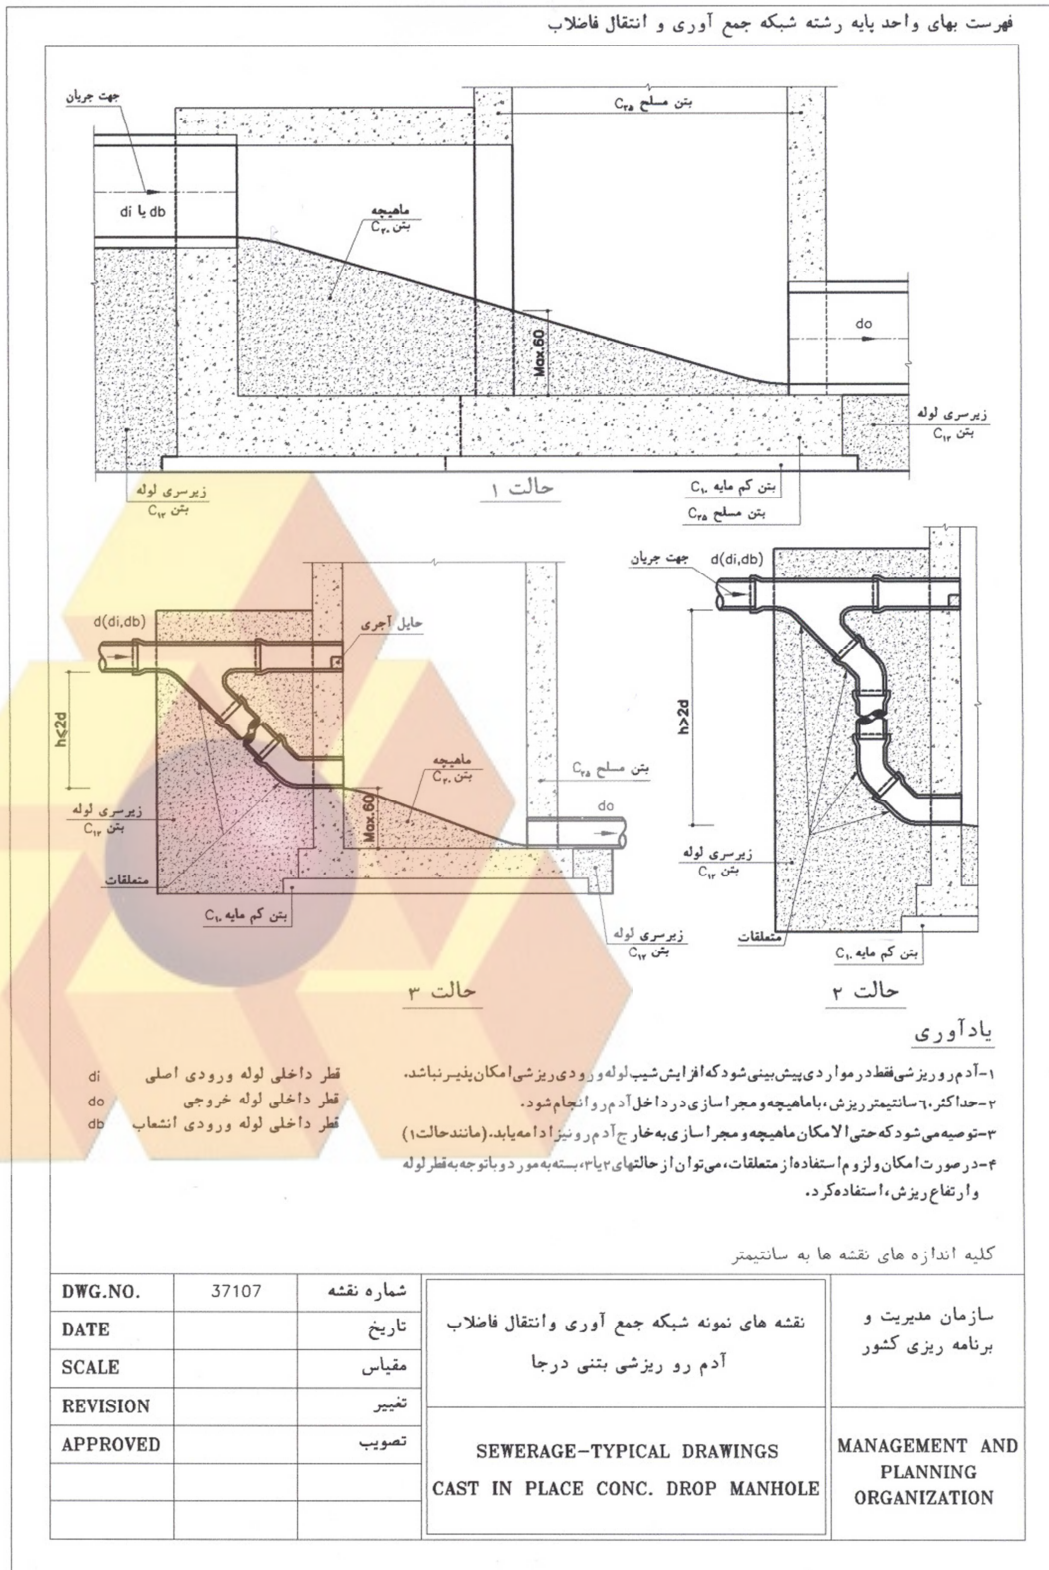 فهرست بهای واحد پایه رشته شبکه جمع آوری و انتقال فاضلاب
جهت جریان
بتن مسلح C۲۵
di یا db
ماهیچه
بتن C۲۰
Max.60
do
زیرسری لوله
بتن C۱۲
زیرسری لوله
بتن C۱۲
حالت ۱
بتن کم مایه C۱۰
بتن مسلح C۲۵
جهت جریان
d(di,db)
h>2d
زیرسری لوله
بتن C۱۲
متعلقات
بتن کم مایه C۱۰
حالت ۲
d(di,db)
حایل آجری
h⩽2d
ماهیچه
بتن C۲۰
بتن مسلح C۲۵
Max.60
do
زیرسری لوله
بتن C۱۲
متعلقات
بتن کم مایه C۱۰
زیرسری لوله
بتن C۱۲
حالت ۳
یادآوری
۱-آدم رو ریزشی فقط در مواردی پیش بینی شود که افزایش شیب لوله ورودی ریزشی امکان پذیر نباشد.
۲-حداکثر ۶۰ سانتیمتر ریزش، با ماهیچه و مجرا سازی در داخل آدم رو انجام شود.
۳-توصیه می شود که حتی الامکان ماهیچه و مجرا سازی به خارج آدم رو نیز ادامه یابد. (مانند حالت ۱)
۴-در صورت امکان و لزوم استفاده از متعلقات، می توان از حالتهای ۲ یا ۳، بسته به مورد و با توجه به قطر لوله
و ارتفاع ریزش، استفاده کرد.
قطر داخلی لوله ورودی اصلی di
قطر داخلی لوله خروجی do
قطر داخلی لوله ورودی انشعاب db
کلیه اندازه های نقشه ها به سانتیمتر
DWG.NO. 37107 شماره نقشه
DATE تاریخ
SCALE مقیاس
REVISION تغییر
APPROVED تصویب
نقشه های نمونه شبکه جمع آوری وانتقال فاضلاب
آدم رو ریزشی بتنی درجا
SEWERAGE-TYPICAL DRAWINGS
CAST IN PLACE CONC. DROP MANHOLE
سازمان مدیریت و
برنامه ریزی کشور
MANAGEMENT AND
PLANNING
ORGANIZATION